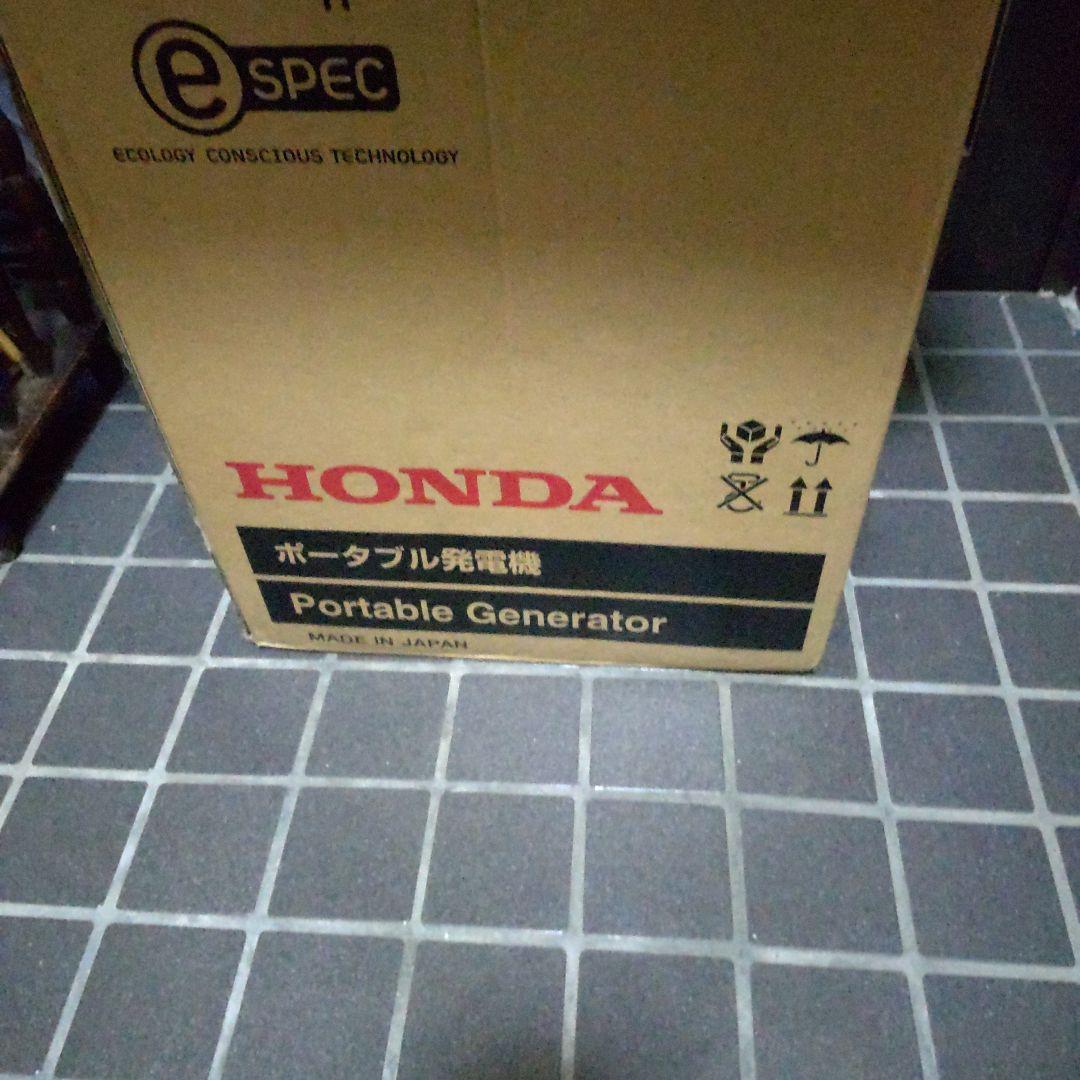 e SPEC
ECOLOGY CONSCIOUS TECHNOLOGY
HONDA
ポータブル発電機
Portable Generator
MADE IN JAPAN